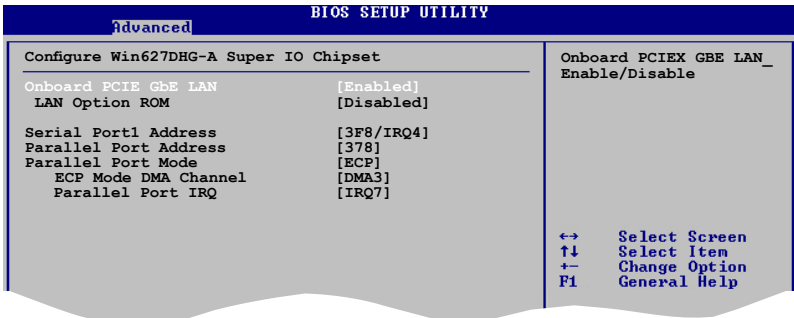 BIOS SETUP UTILITY
Advanced
Configure Win627DHG-A Super IO Chipset
Onboard PCIE GbE LAN [Enabled]
LAN Option ROM [Disabled]
Serial Port1 Address [3F8/IRQ4]
Parallel Port Address [378]
Parallel Port Mode [ECP]
ECP Mode DMA Channel [DMA3]
Parallel Port IRQ [IRQ7]
Onboard PCIEX GBE LAN_
Enable/Disable
←→ Select Screen
↑↓ Select Item
+- Change Option
F1 General Help